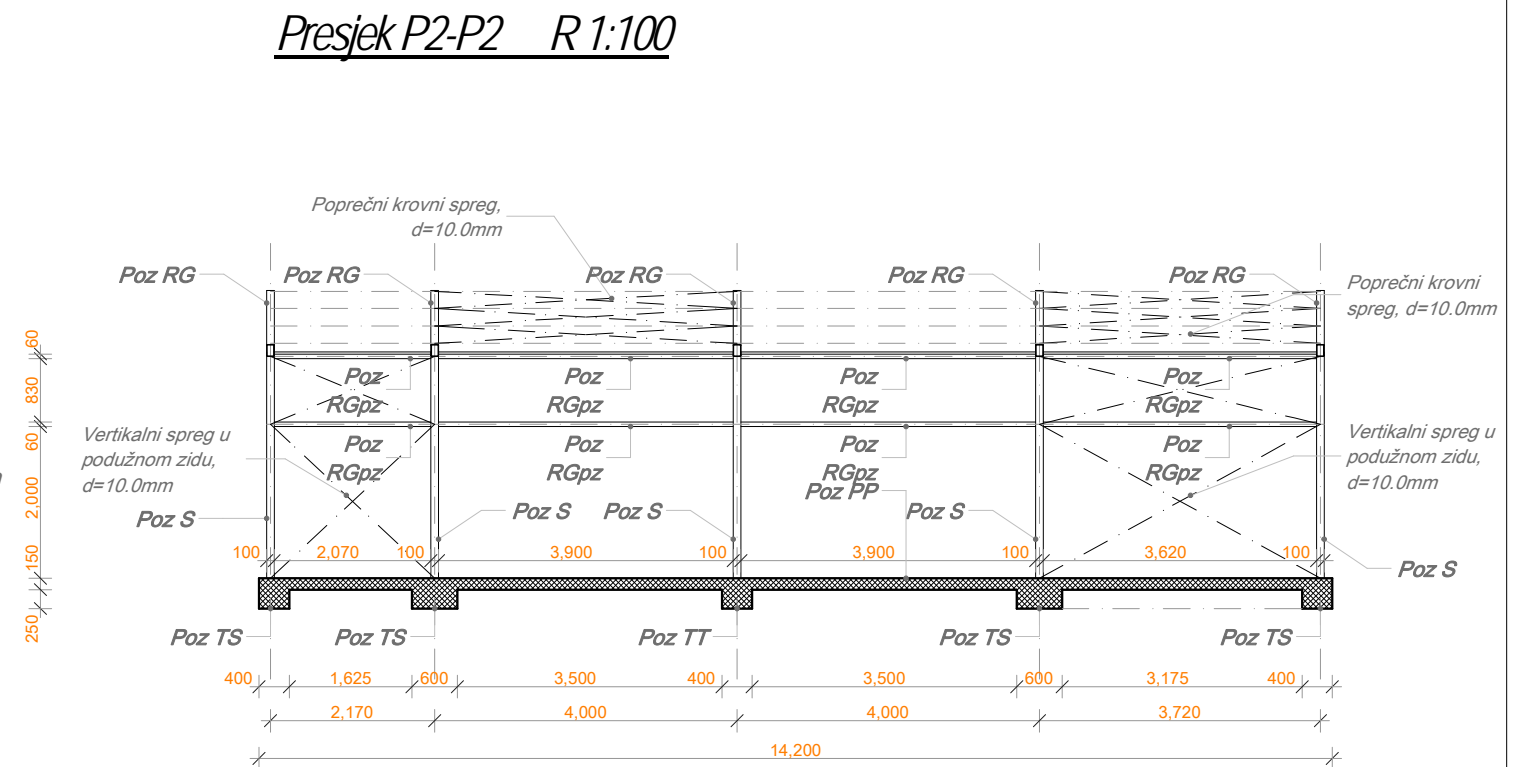 Presjek P2-P2 R 1:100
Poprečni krovni spreg,
d=10.0mm
Poz RG
Poz RG
Poz RG
Poz RG
Poz RG
Poprečni krovni
spreg, d=10.0mm
60
830
60
2,000
150
250
Poz
RGpz
Poz
RGpz
Poz
RGpz
Poz
RGpz
Vertikalni spreg u
podužnom zidu,
d=10.0mm
Poz
RGpz
Poz
RGpz
Poz
RGpz
Poz
RGpz
Vertikalni spreg u
podužnom zidu,
d=10.0mm
Poz PP
Poz S
Poz S
Poz S
Poz S
Poz S
100
2,070
100
3,900
100
3,900
100
3,620
100
Poz TS
Poz TS
Poz TT
Poz TS
Poz TS
400
1,625
600
3,500
400
3,500
600
3,175
400
2,170
4,000
4,000
3,720
14,200